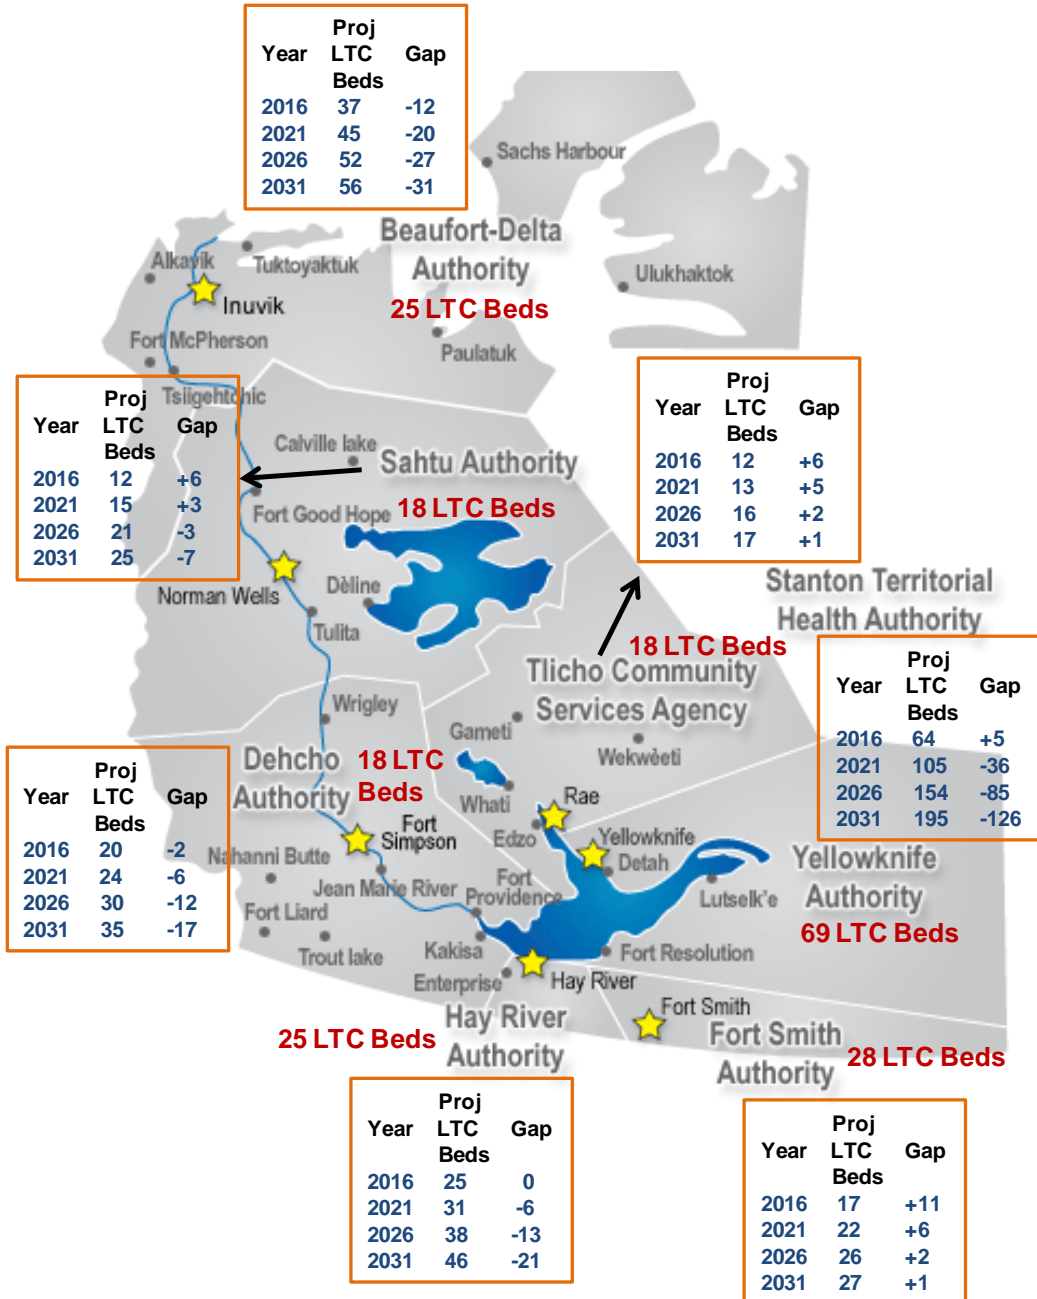 Proj
Year LTC Gap
Beds
2016 37 -12
2021 45 -20
2026 52 -27
2031 56 -31
Sachs Harbour
Beaufort-Delta
Authority
25 LTC Beds
Alkavik
Tuktoyaktuk
Ulukhaktok
Inuvik
Fort McPherson
Paulatuk
Tsiigehtchic
Proj
Year LTC Gap
Beds
2016 12 +6
2021 15 +3
2026 21 -3
2031 25 -7
Calville lake
Sahtu Authority
18 LTC Beds
Fort Good Hope
Proj
Year LTC Gap
Beds
2016 12 +6
2021 13 +5
2026 16 +2
2031 17 +1
Norman Wells
Dèline
Tulita
Stanton Territorial
Health Authority
18 LTC Beds
Tlicho Community
Services Agency
Proj
Year LTC Gap
Beds
2016 64 +5
2021 105 -36
2026 154 -85
2031 195 -126
Wrigley
Gameti
Wekwèeti
Dehcho
Authority
18 LTC
Beds
Whati
Rae
Edzo
Proj
Year LTC Gap
Beds
2016 20 -2
2021 24 -6
2026 30 -12
2031 35 -17
Fort
Simpson
Nahanni Butte
Jean Marie River
Fort
Providence
Yellowknife
Detah
Lutselk'e
Yellowknife
Authority
69 LTC Beds
Fort Liard
Trout lake
Kakisa
Enterprise
Fort Resolution
Hay River
Fort Smith
25 LTC Beds
Hay River
Authority
Fort Smith
Authority
28 LTC Beds
Proj
Year LTC Gap
Beds
2016 25 0
2021 31 -6
2026 38 -13
2031 46 -21
Proj
Year LTC Gap
Beds
2016 17 +11
2021 22 +6
2026 26 +2
2031 27 +1